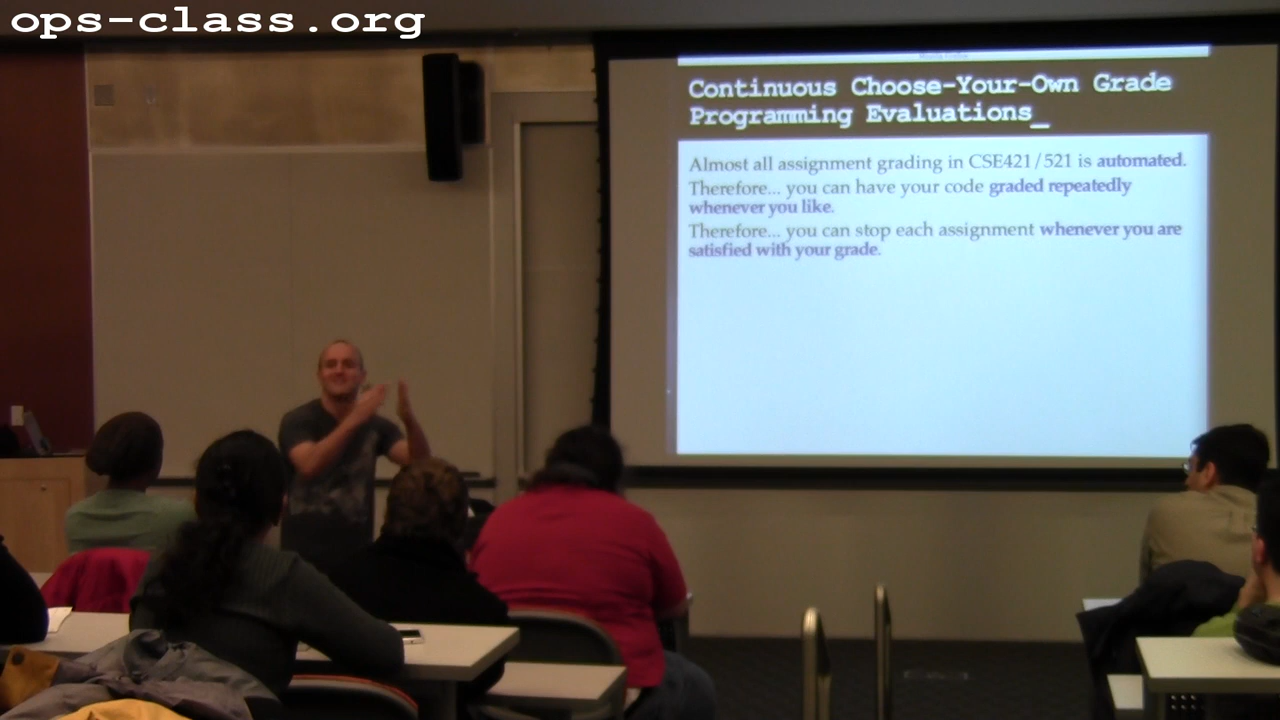 ops-class.org
Continuous Choose-Your-Own Grade
Programming Evaluations_
Almost all assignment grading in CSE421/521 is automated.
Therefore... you can have your code graded repeatedly
whenever you like.
Therefore... you can stop each assignment whenever you are
satisfied with your grade.